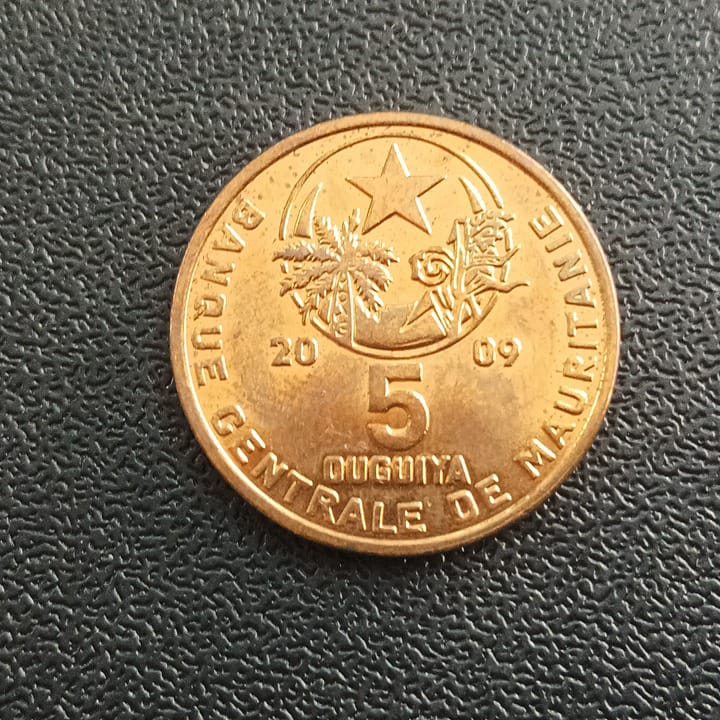 BANQUE CENTRALE DE MAURITANIE
20 09
5
OUGUIYA